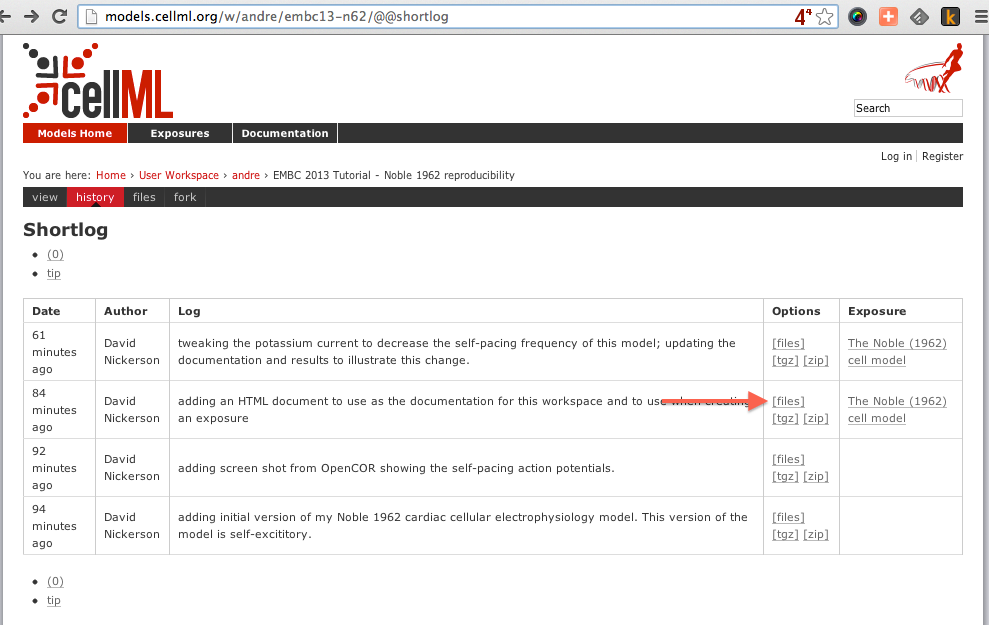 models.cellml.org/w/andre/embc13-n62/@@shortlog
4⁴
k
cellML
Search
Models Home Exposures Documentation
Log in Register
You are here: Home › User Workspace › andre › EMBC 2013 Tutorial - Noble 1962 reproducibility
view history files fork
Shortlog
(0)
tip
Date Author Log Options Exposure
61
minutes
ago
David
Nickerson
tweaking the potassium current to decrease the self-pacing frequency of this model; updating the
documentation and results to illustrate this change.
[files]
[tgz] [zip]
The Noble (1962)
cell model
84
minutes
ago
David
Nickerson
adding an HTML document to use as the documentation for this workspace and to use when creating
an exposure
[files]
[tgz] [zip]
The Noble (1962)
cell model
92
minutes
ago
David
Nickerson
adding screen shot from OpenCOR showing the self-pacing action potentials.
[files]
[tgz] [zip]
94
minutes
ago
David
Nickerson
adding initial version of my Noble 1962 cardiac cellular electrophysiology model. This version of the
model is self-excititory.
[files]
[tgz] [zip]
(0)
tip